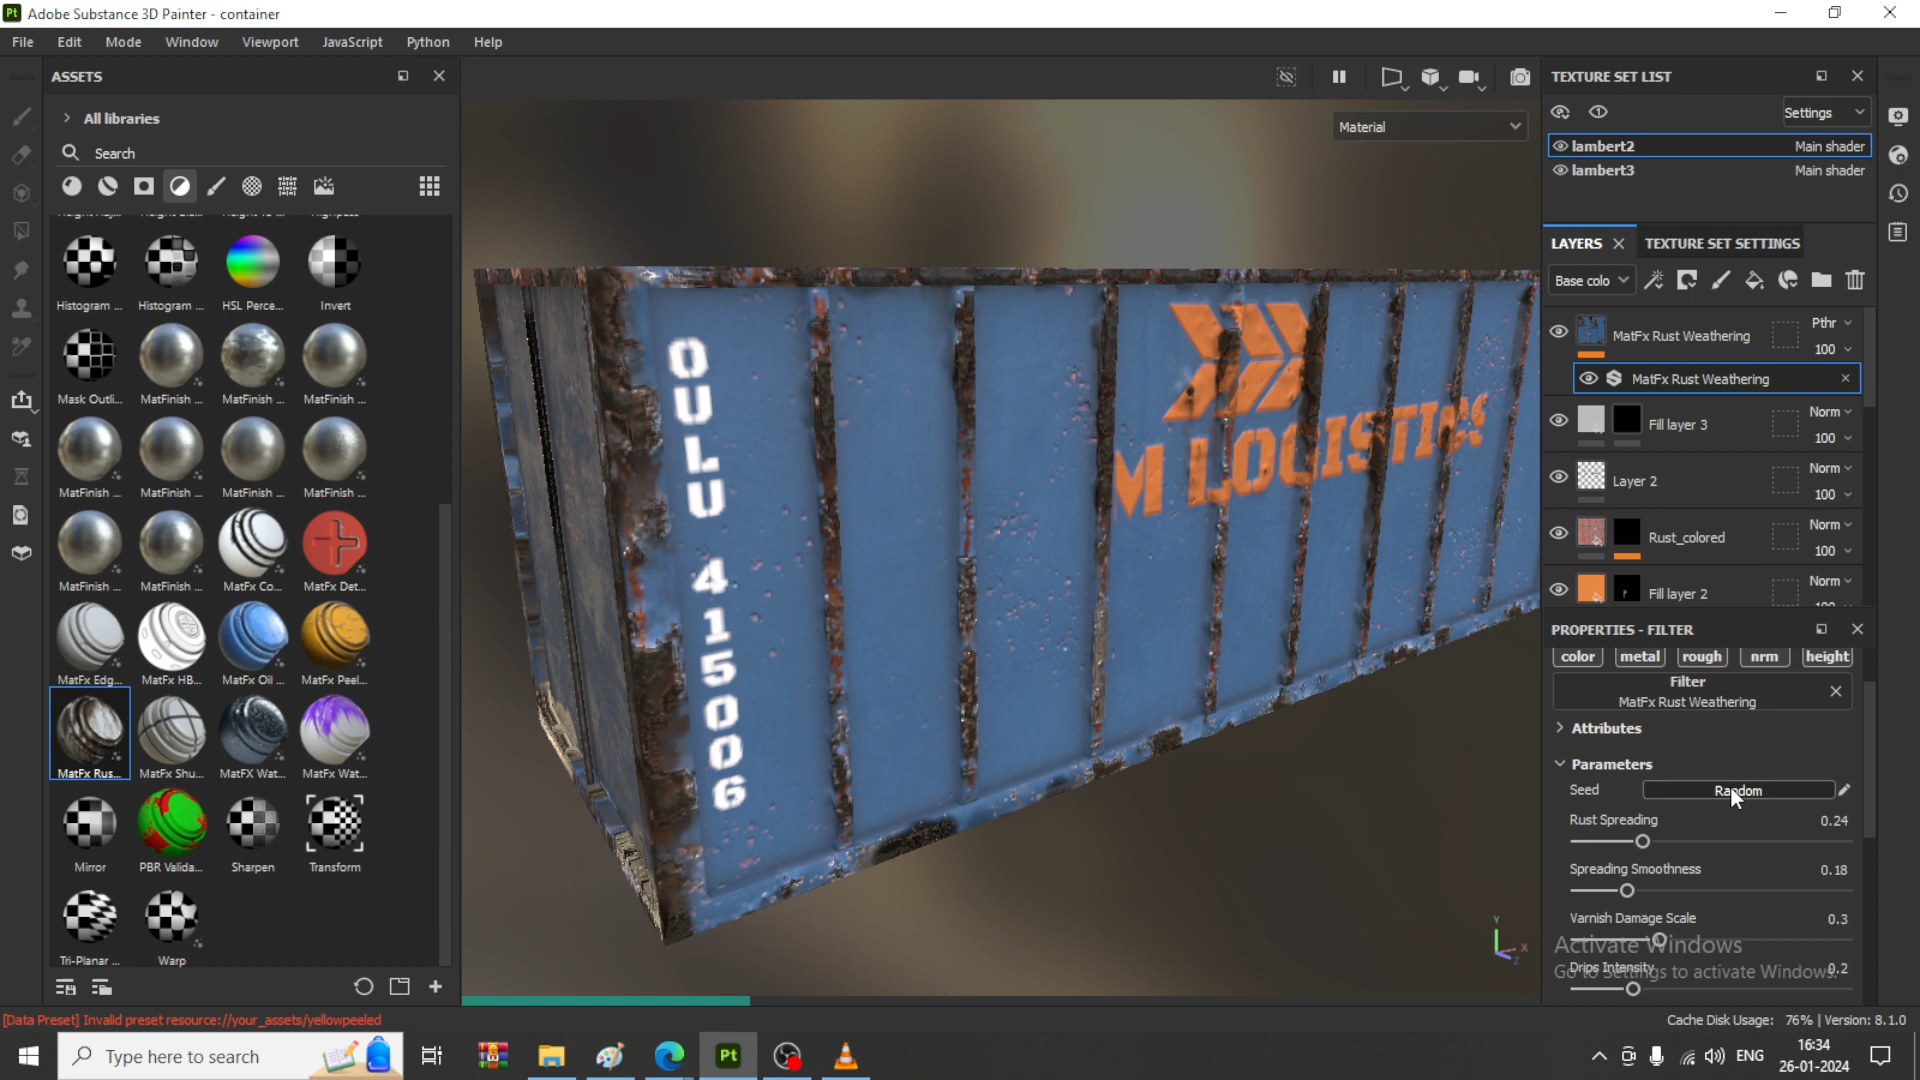 Pt Adobe Substance 3D Painter - container
File Edit Mode Window Viewport JavaScript Python Help
ASSETS
All libraries
Search
Histogram ... Histogram ... HSL Perce... Invert
Mask Outli... MatFinish ... MatFinish ... MatFinish ...
MatFinish ... MatFinish ... MatFinish ... MatFinish ...
MatFinish ... MatFinish ... MatFx Co... MatFx Det...
MatFx Edg... MatFx HB... MatFx Oil ... MatFx Peel...
MatFx Rus... MatFx Shu... MatFX Wat... MatFx Wat...
Mirror PBR Valida... Sharpen Transform
Tri-Planar ... Warp
Material
OULU 415006
M LOGISTICS
TEXTURE SET LIST
Settings
lambert2 Main shader
lambert3 Main shader
LAYERS TEXTURE SET SETTINGS
Base colo
MatFx Rust Weathering Pthr
100
MatFx Rust Weathering
Fill layer 3 Norm
100
Layer 2 Norm
100
Rust_colored Norm
100
Fill layer 2 Norm
100
PROPERTIES - FILTER
color metal rough nrm height
Filter
MatFx Rust Weathering
Attributes
Parameters
Seed Random
Rust Spreading 0.24
Spreading Smoothness 0.18
Varnish Damage Scale 0.3
Activate Windows
Go to Settings to activate Windows.
Drips Intensity 0.2
[Data Preset] Invalid preset resource://your_assets/yellowpeeled
Cache Disk Usage: 76% | Version: 8.1.0
Type here to search
Pt
ENG
16:34
26-01-2024